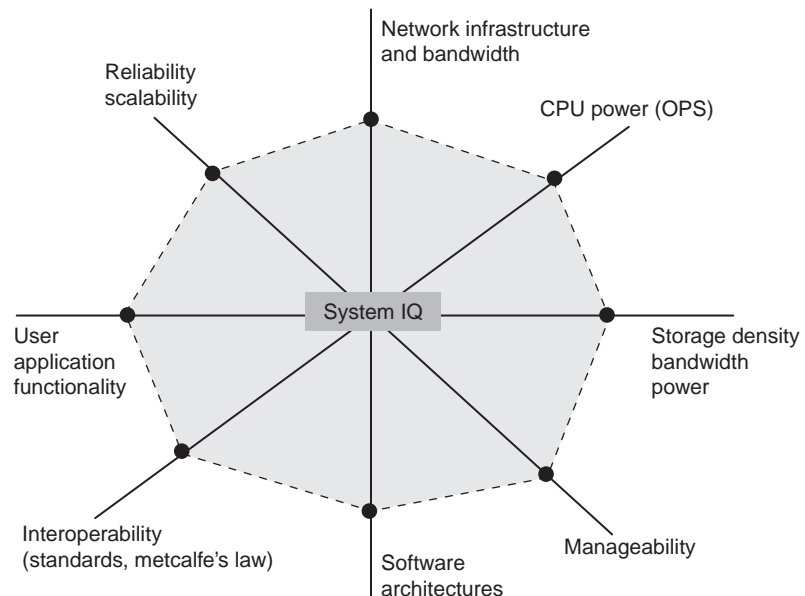 Network infrastructure
and bandwidth
Reliability
scalability
CPU power (OPS)
System IQ
User
application
functionality
Storage density
bandwidth
power
Interoperability
(standards, metcalfe's law)
Manageability
Software
architectures